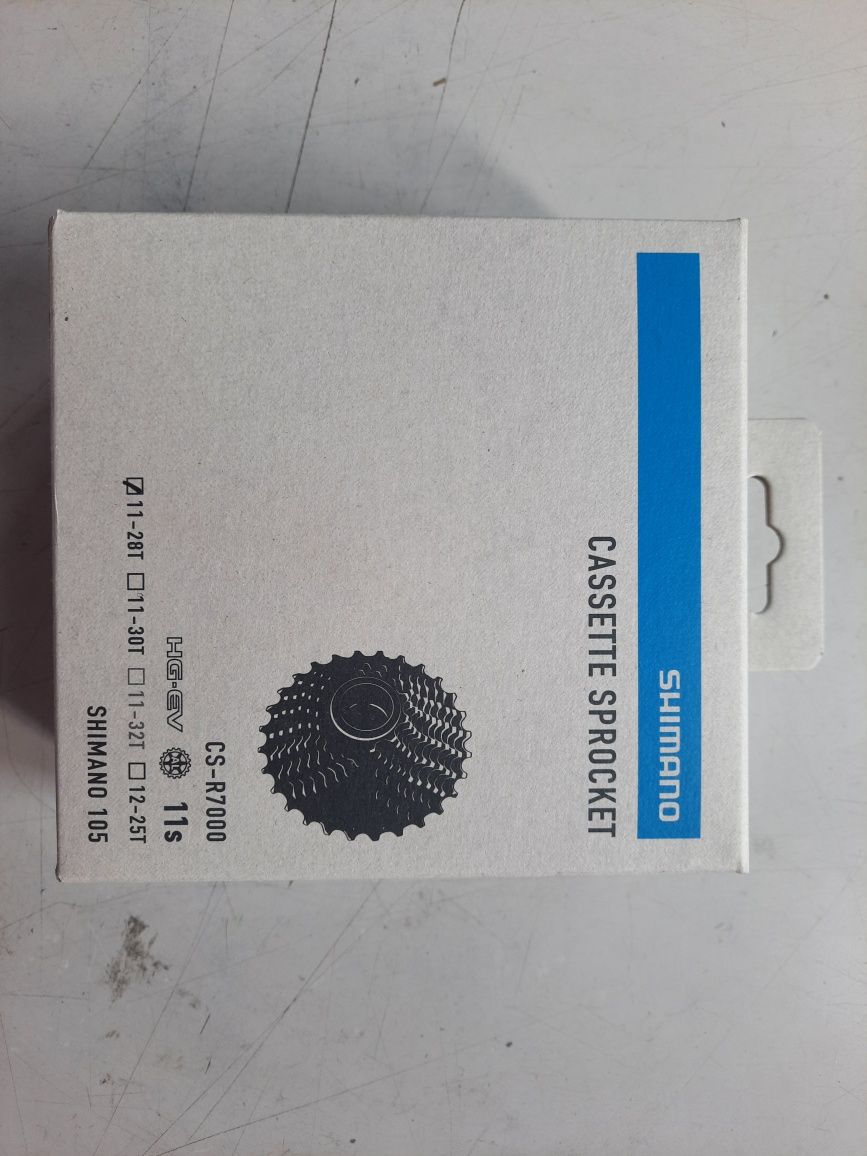 SHIMANO
CASSETTE SPROCKET
CS-R7000
HG-EV 11s
☑11-28T ☐11-30T ☐11-32T ☐12-25T
SHIMANO 105